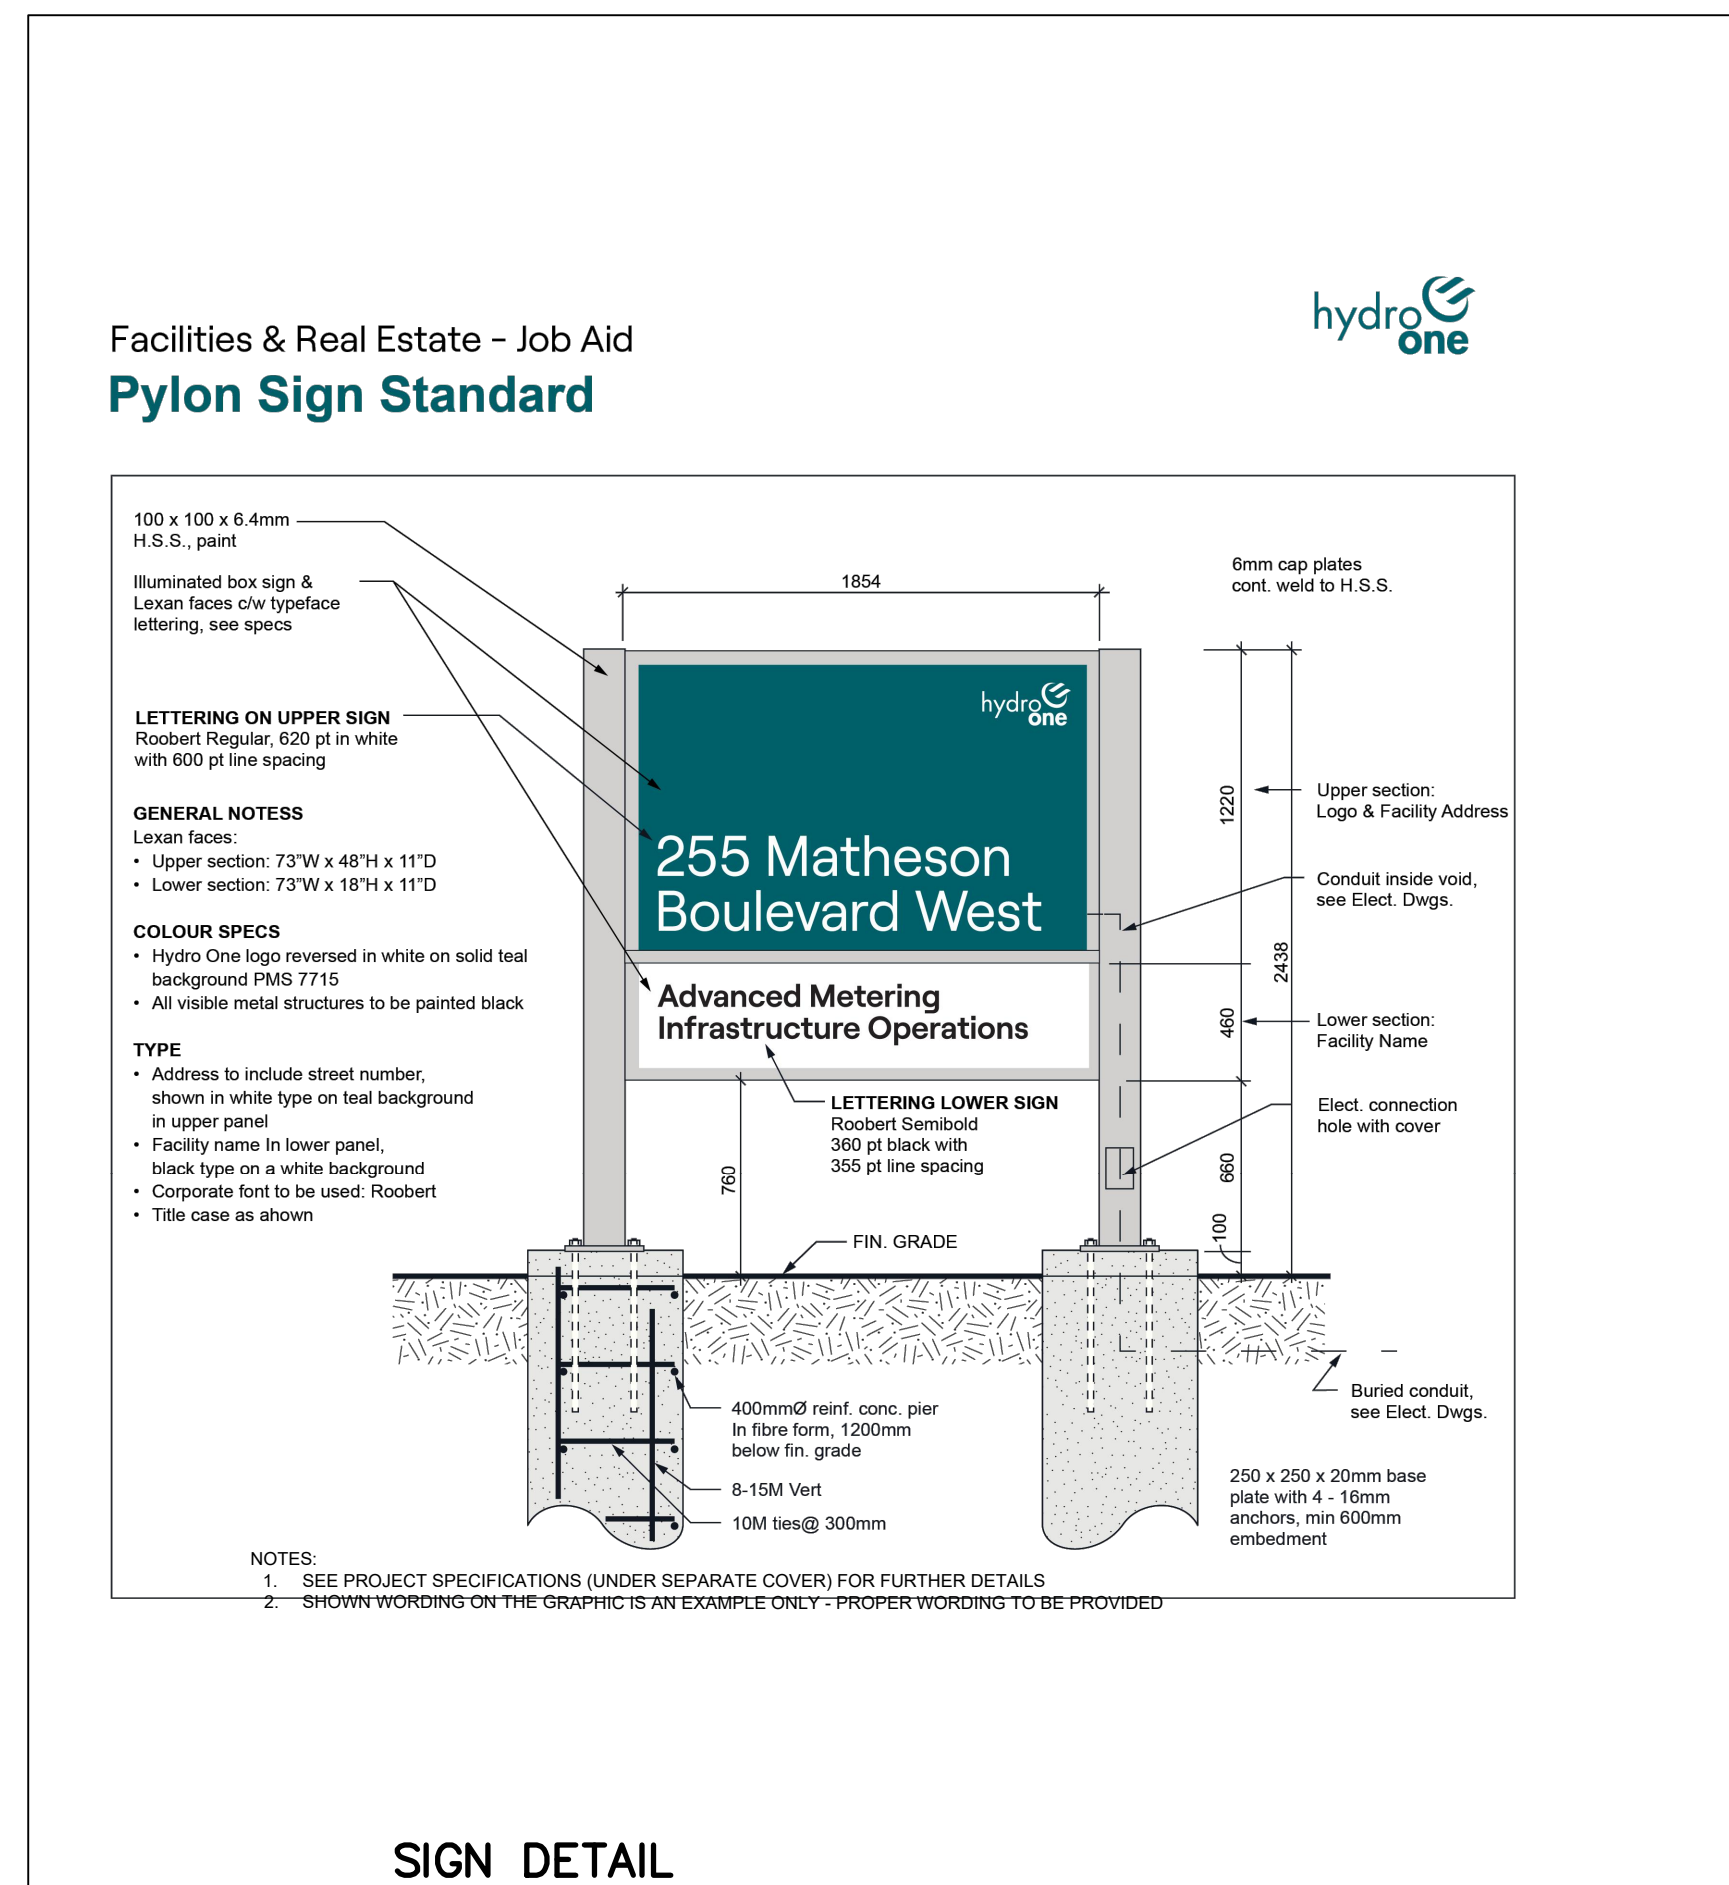 hydro
one
Facilities & Real Estate - Job Aid
Pylon Sign Standard
100 x 100 x 6.4mm
H.S.S., paint
Illuminated box sign &
Lexan faces c/w typeface
lettering, see specs
LETTERING ON UPPER SIGN
Roobert Regular, 620 pt in white
with 600 pt line spacing
GENERAL NOTESS
Lexan faces:
• Upper section: 73”W x 48”H x 11”D
• Lower section: 73”W x 18”H x 11”D
COLOUR SPECS
• Hydro One logo reversed in white on solid teal
background PMS 7715
• All visible metal structures to be painted black
TYPE
• Address to include street number,
shown in white type on teal background
in upper panel
• Facility name In lower panel,
black type on a white background
• Corporate font to be used: Roobert
• Title case as ahown
1854
hydro
one
255 Matheson
Boulevard West
Advanced Metering
Infrastructure Operations
LETTERING LOWER SIGN
Roobert Semibold
360 pt black with
355 pt line spacing
760
FIN. GRADE
6mm cap plates
cont. weld to H.S.S.
1220
2438
460
660
100
Upper section:
Logo & Facility Address
Conduit inside void,
see Elect. Dwgs.
Lower section:
Facility Name
Elect. connection
hole with cover
Buried conduit,
see Elect. Dwgs.
400mmØ reinf. conc. pier
In fibre form, 1200mm
below fin. grade
8-15M Vert
10M ties@ 300mm
250 x 250 x 20mm base
plate with 4 - 16mm
anchors, min 600mm
embedment
NOTES:
1. SEE PROJECT SPECIFICATIONS (UNDER SEPARATE COVER) FOR FURTHER DETAILS
2. SHOWN WORDING ON THE GRAPHIC IS AN EXAMPLE ONLY - PROPER WORDING TO BE PROVIDED
SIGN DETAIL